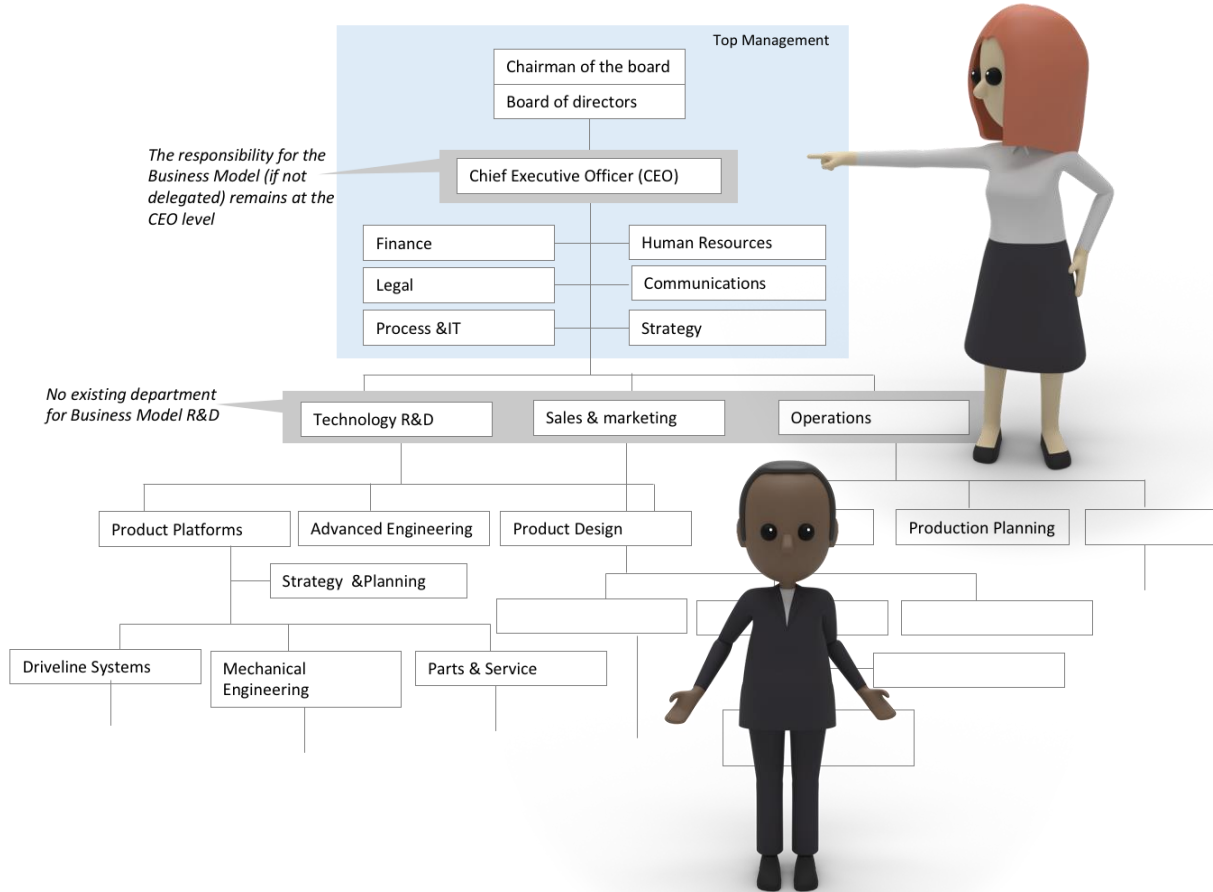 Top Management
Chairman of the board
Board of directors
The responsibility for the
Business Model (if not
delegated) remains at the
CEO level
Chief Executive Officer (CEO)
Finance
Human Resources
Legal
Communications
Process &IT
Strategy
No existing department
for Business Model R&D
Technology R&D
Sales & marketing
Operations
Product Platforms
Advanced Engineering
Product Design
Production Planning
Strategy  &Planning
Driveline Systems
Mechanical
Engineering
Parts & Service